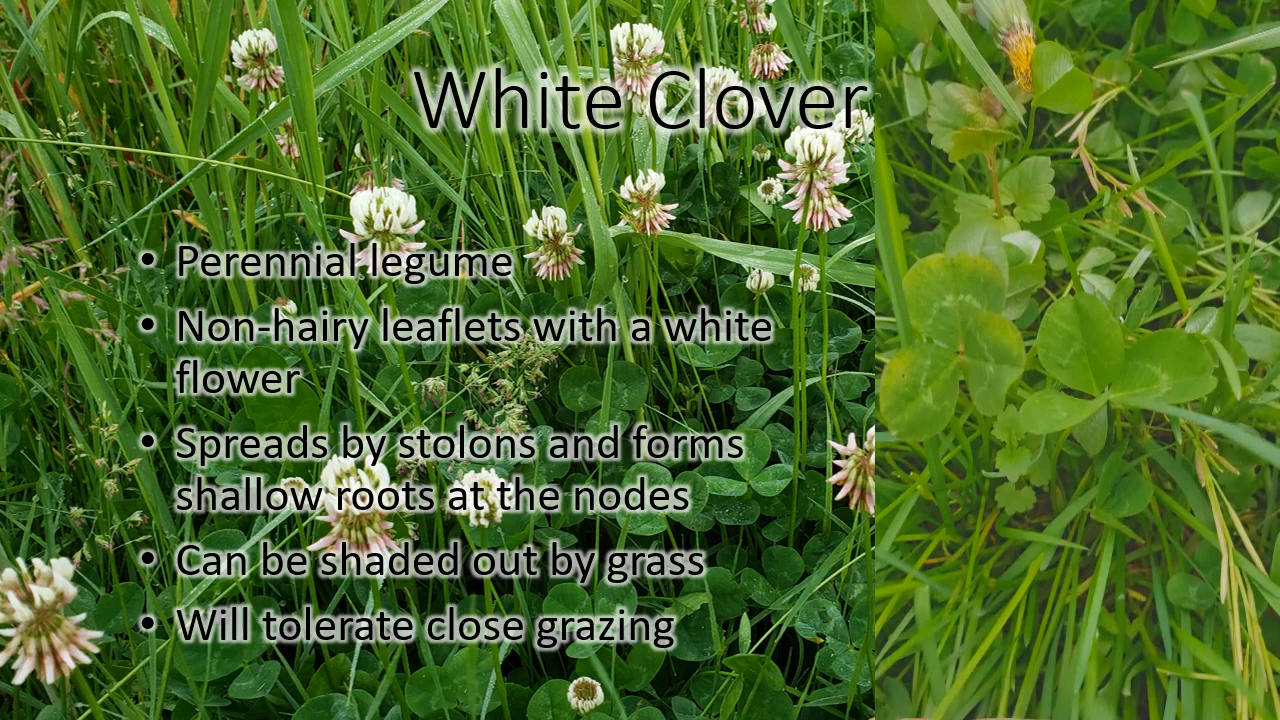 White Clover
• Perennial legume
• Non-hairy leaflets with a white
flower
• Spreads by stolons and forms
shallow roots at the nodes
• Can be shaded out by grass
• Will tolerate close grazing